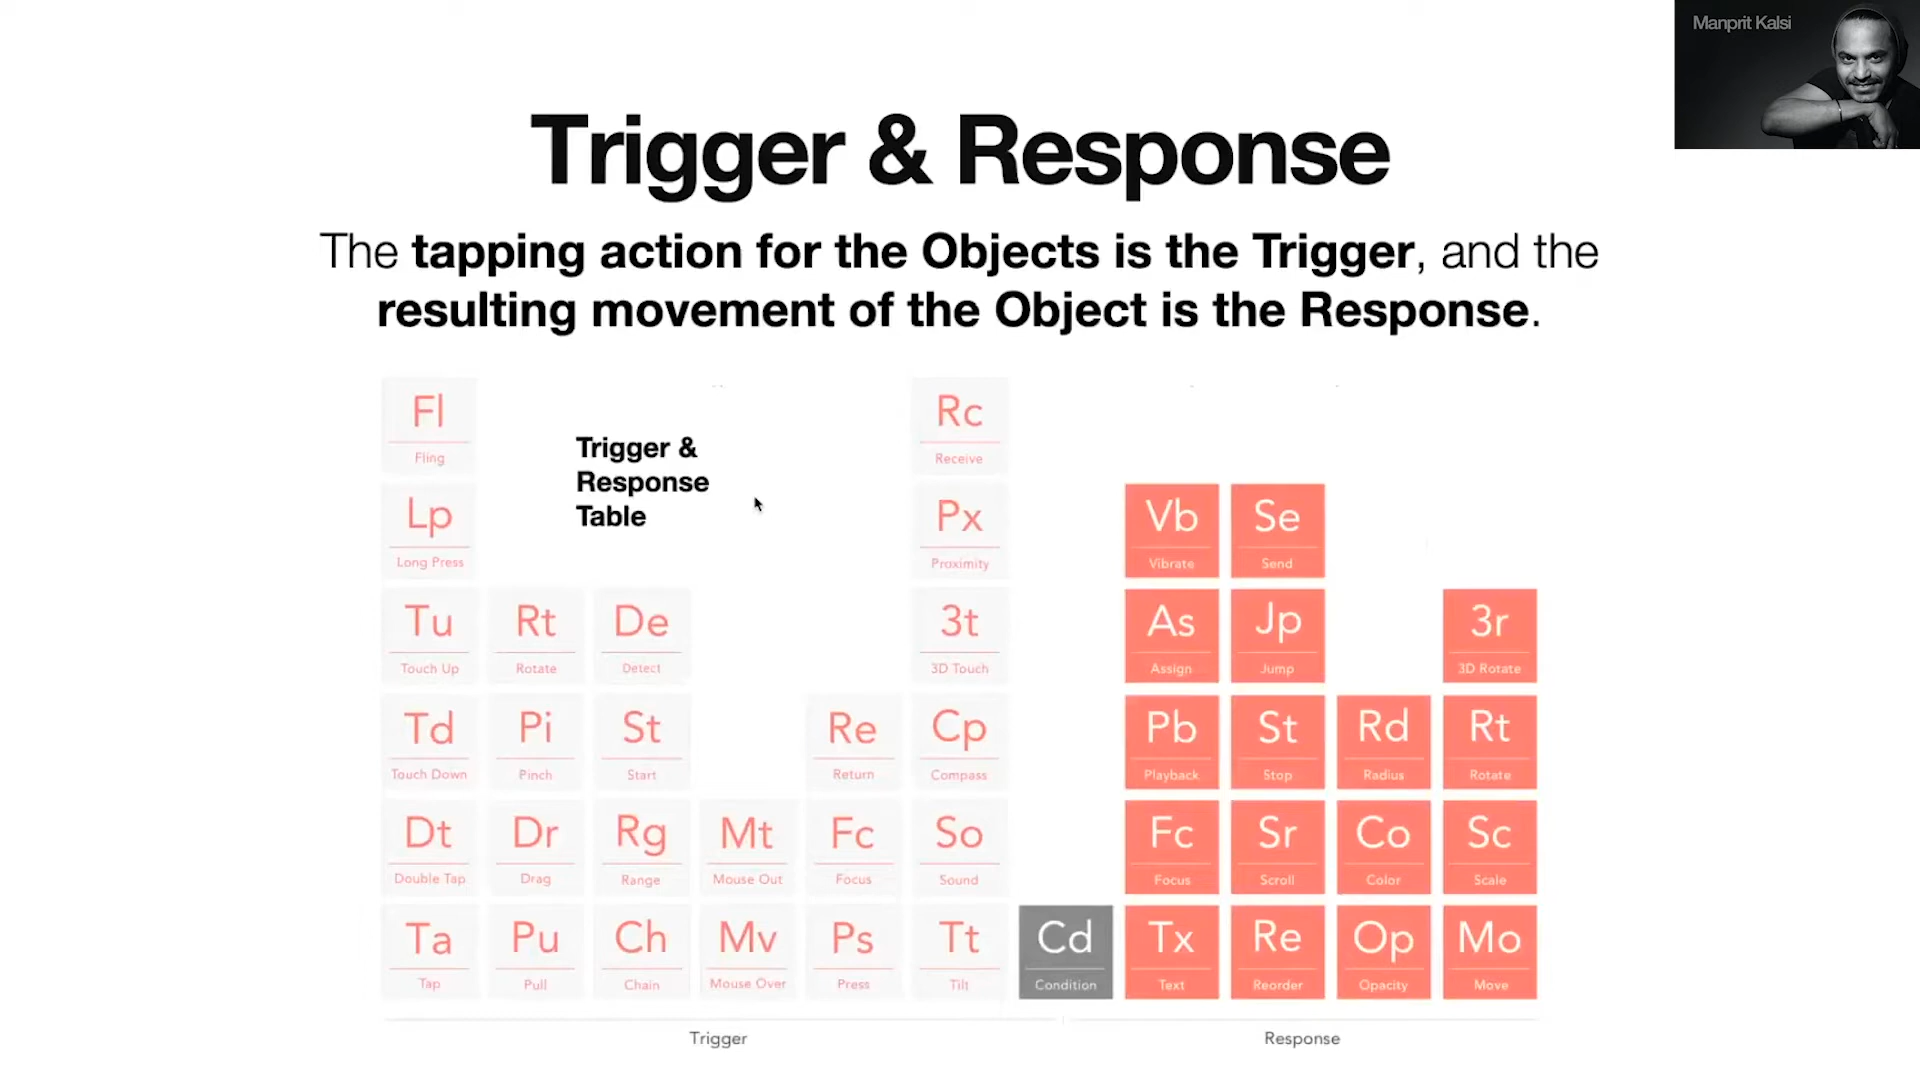 Manprit Kalsi
Trigger & Response
The tapping action for the Objects is the Trigger, and the
resulting movement of the Object is the Response.
Trigger &
Response
Table
Fl
Fling
Rc
Receive
Lp
Long Press
Px
Proximity
Vb
Vibrate
Se
Send
Tu
Touch Up
Rt
Rotate
De
Detect
3t
3D Touch
As
Assign
Jp
Jump
3r
3D Rotate
Td
Touch Down
Pi
Pinch
St
Start
Re
Return
Cp
Compass
Pb
Playback
St
Stop
Rd
Radius
Rt
Rotate
Dt
Double Tap
Dr
Drag
Rg
Range
Mt
Mouse Out
Fc
Focus
So
Sound
Fc
Focus
Sr
Scroll
Co
Color
Sc
Scale
Ta
Tap
Pu
Pull
Ch
Chain
Mv
Mouse Over
Ps
Press
Tt
Tilt
Cd
Condition
Tx
Text
Re
Reorder
Op
Opacity
Mo
Move
Trigger
Response